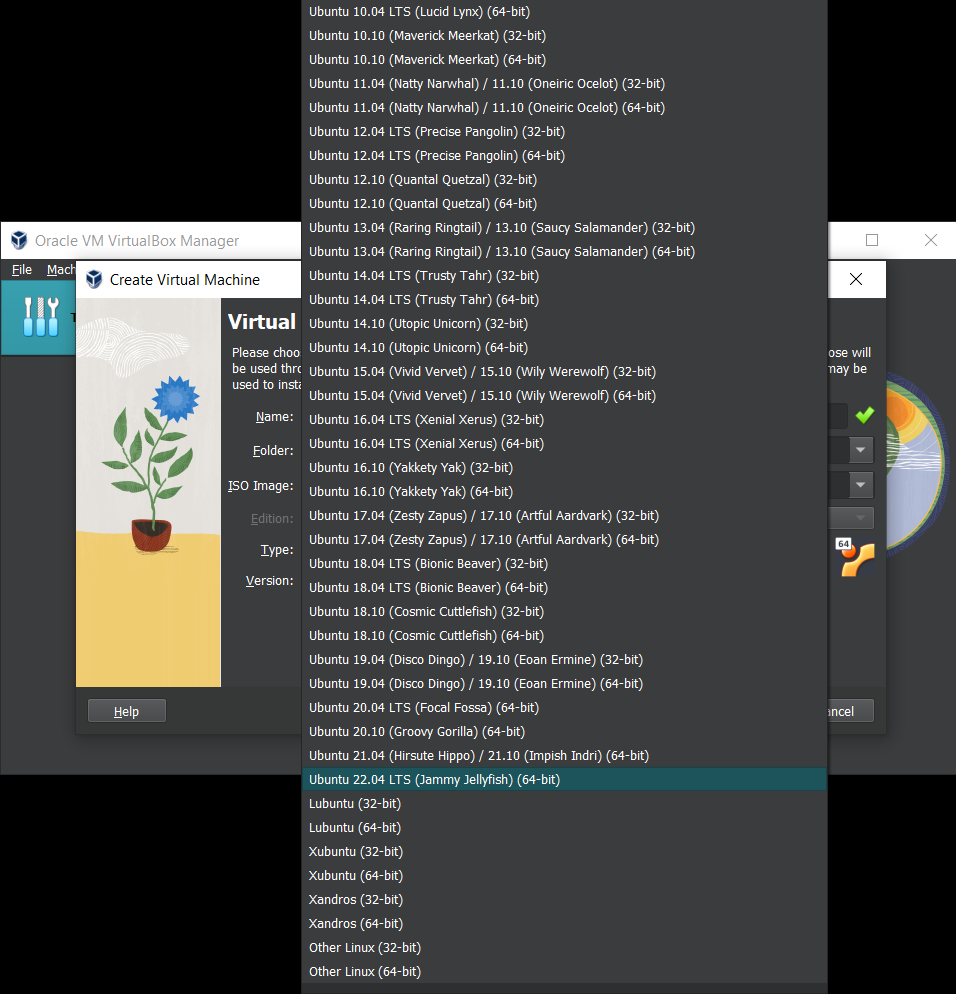 Ubuntu 10.04 LTS (Lucid Lynx) (64-bit)
Ubuntu 10.10 (Maverick Meerkat) (32-bit)
Ubuntu 10.10 (Maverick Meerkat) (64-bit)
Ubuntu 11.04 (Natty Narwhal) / 11.10 (Oneiric Ocelot) (32-bit)
Ubuntu 11.04 (Natty Narwhal) / 11.10 (Oneiric Ocelot) (64-bit)
Ubuntu 12.04 LTS (Precise Pangolin) (32-bit)
Ubuntu 12.04 LTS (Precise Pangolin) (64-bit)
Ubuntu 12.10 (Quantal Quetzal) (32-bit)
Ubuntu 12.10 (Quantal Quetzal) (64-bit)
Ubuntu 13.04 (Raring Ringtail) / 13.10 (Saucy Salamander) (32-bit)
Ubuntu 13.04 (Raring Ringtail) / 13.10 (Saucy Salamander) (64-bit)
Ubuntu 14.04 LTS (Trusty Tahr) (32-bit)
Ubuntu 14.04 LTS (Trusty Tahr) (64-bit)
Ubuntu 14.10 (Utopic Unicorn) (32-bit)
Ubuntu 14.10 (Utopic Unicorn) (64-bit)
Ubuntu 15.04 (Vivid Vervet) / 15.10 (Wily Werewolf) (32-bit)
Ubuntu 15.04 (Vivid Vervet) / 15.10 (Wily Werewolf) (64-bit)
Ubuntu 16.04 LTS (Xenial Xerus) (32-bit)
Ubuntu 16.04 LTS (Xenial Xerus) (64-bit)
Ubuntu 16.10 (Yakkety Yak) (32-bit)
Ubuntu 16.10 (Yakkety Yak) (64-bit)
Ubuntu 17.04 (Zesty Zapus) / 17.10 (Artful Aardvark) (32-bit)
Ubuntu 17.04 (Zesty Zapus) / 17.10 (Artful Aardvark) (64-bit)
Ubuntu 18.04 LTS (Bionic Beaver) (32-bit)
Ubuntu 18.04 LTS (Bionic Beaver) (64-bit)
Ubuntu 18.10 (Cosmic Cuttlefish) (32-bit)
Ubuntu 18.10 (Cosmic Cuttlefish) (64-bit)
Ubuntu 19.04 (Disco Dingo) / 19.10 (Eoan Ermine) (32-bit)
Ubuntu 19.04 (Disco Dingo) / 19.10 (Eoan Ermine) (64-bit)
Ubuntu 20.04 LTS (Focal Fossa) (64-bit)
Ubuntu 20.10 (Groovy Gorilla) (64-bit)
Ubuntu 21.04 (Hirsute Hippo) / 21.10 (Impish Indri) (64-bit)
Ubuntu 22.04 LTS (Jammy Jellyfish) (64-bit)
Lubuntu (32-bit)
Lubuntu (64-bit)
Xubuntu (32-bit)
Xubuntu (64-bit)
Xandros (32-bit)
Xandros (64-bit)
Other Linux (32-bit)
Other Linux (64-bit)
Oracle VM VirtualBox Manager
File Mach
Create Virtual Machine
Virtual
Please choo ose will
be used thro may be
used to insta
Name:
Folder:
ISO Image:
Edition:
Type:
64
Version:
Help
ancel